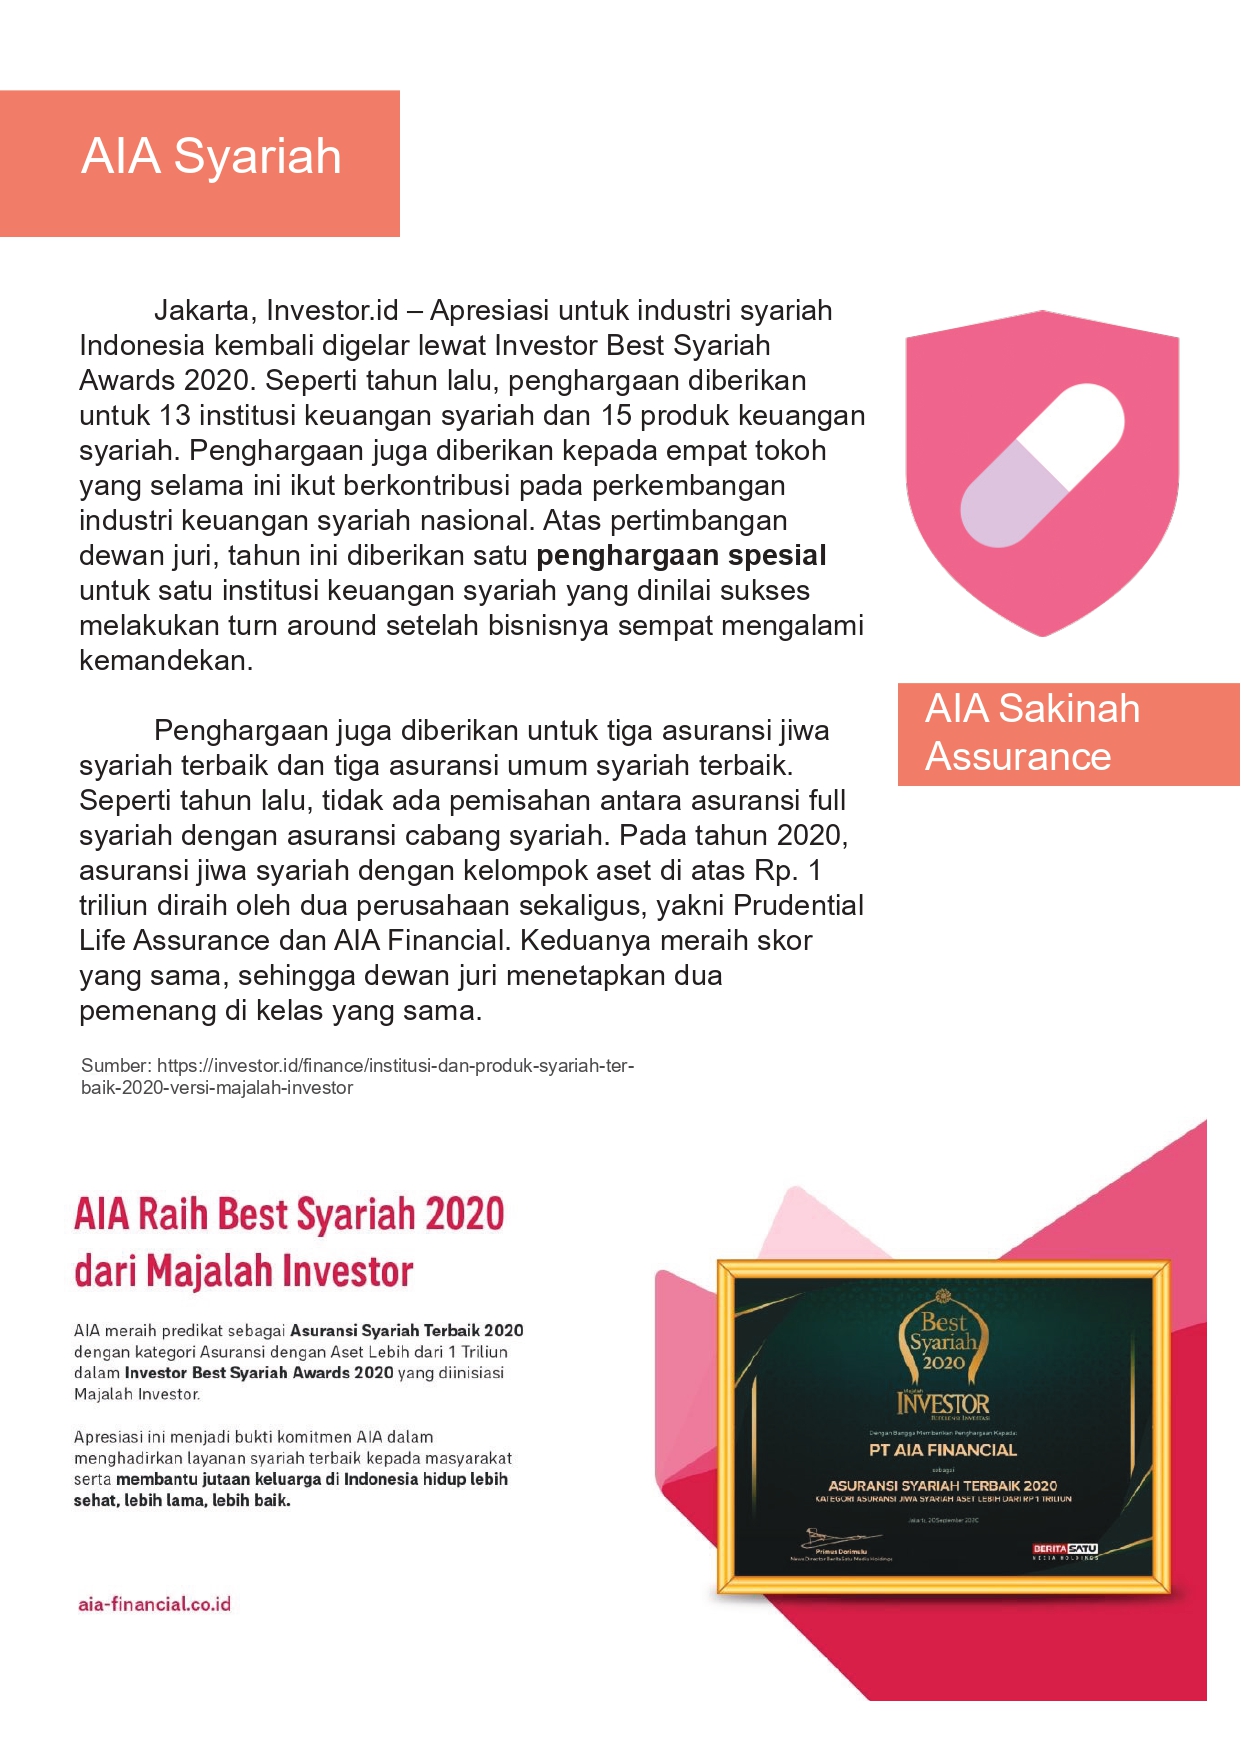 AIA Syariah
Jakarta, Investor.id – Apresiasi untuk industri syariah
Indonesia kembali digelar lewat Investor Best Syariah
Awards 2020. Seperti tahun lalu, penghargaan diberikan
untuk 13 institusi keuangan syariah dan 15 produk keuangan
syariah. Penghargaan juga diberikan kepada empat tokoh
yang selama ini ikut berkontribusi pada perkembangan
industri keuangan syariah nasional. Atas pertimbangan
dewan juri, tahun ini diberikan satu penghargaan spesial
untuk satu institusi keuangan syariah yang dinilai sukses
melakukan turn around setelah bisnisnya sempat mengalami
kemandekan.
Penghargaan juga diberikan untuk tiga asuransi jiwa
syariah terbaik dan tiga asuransi umum syariah terbaik.
Seperti tahun lalu, tidak ada pemisahan antara asuransi full
syariah dengan asuransi cabang syariah. Pada tahun 2020,
asuransi jiwa syariah dengan kelompok aset di atas Rp. 1
triliun diraih oleh dua perusahaan sekaligus, yakni Prudential
Life Assurance dan AIA Financial. Keduanya meraih skor
yang sama, sehingga dewan juri menetapkan dua
pemenang di kelas yang sama.
Sumber: https://investor.id/finance/institusi-dan-produk-syariah-ter-
baik-2020-versi-majalah-investor
AIA Sakinah
Assurance
AIA Raih Best Syariah 2020
dari Majalah Investor
AIA meraih predikat sebagai Asuransi Syariah Terbaik 2020
dengan kategori Asuransi dengan Aset Lebih dari 1 Triliun
dalam Investor Best Syariah Awards 2020 yang diinisiasi
Majalah Investor.
Apresiasi ini menjadi bukti komitmen AIA dalam
menghadirkan layanan syariah terbaik kepada masyarakat
serta membantu jutaan keluarga di Indonesia hidup lebih
sehat, lebih lama, lebih baik.
aia-financial.co.id
Best
Syariah
2020
Majalah
INVESTOR
REFERENSI INVESTASI
Dengan Bangga Memberikan Penghargaan Kepada:
PT AIA FINANCIAL
sebagai
ASURANSI SYARIAH TERBAIK 2020
KATEGORI ASURANSI JIWA SYARIAH ASET LEBIH DARI RP 1 TRILIUN
Primus Dorimulu
News Director BeritaSatu Media Holdings
BERITA SATU
MEDIA HOLDINGS